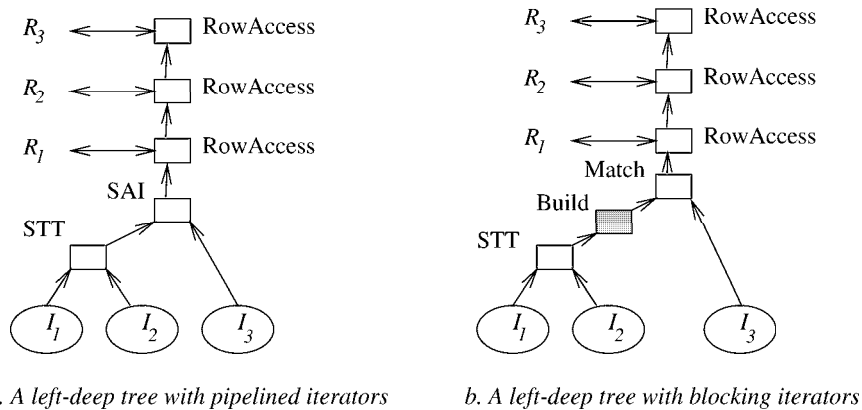 R3 RowAccess
R2 RowAccess
R1 RowAccess
SAI
STT
I1 I2 I3
. A left-deep tree with pipelined iterators
R3 RowAccess
R2 RowAccess
R1 RowAccess
Match
Build
STT
I1 I2 I3
b. A left-deep tree with blocking iterators